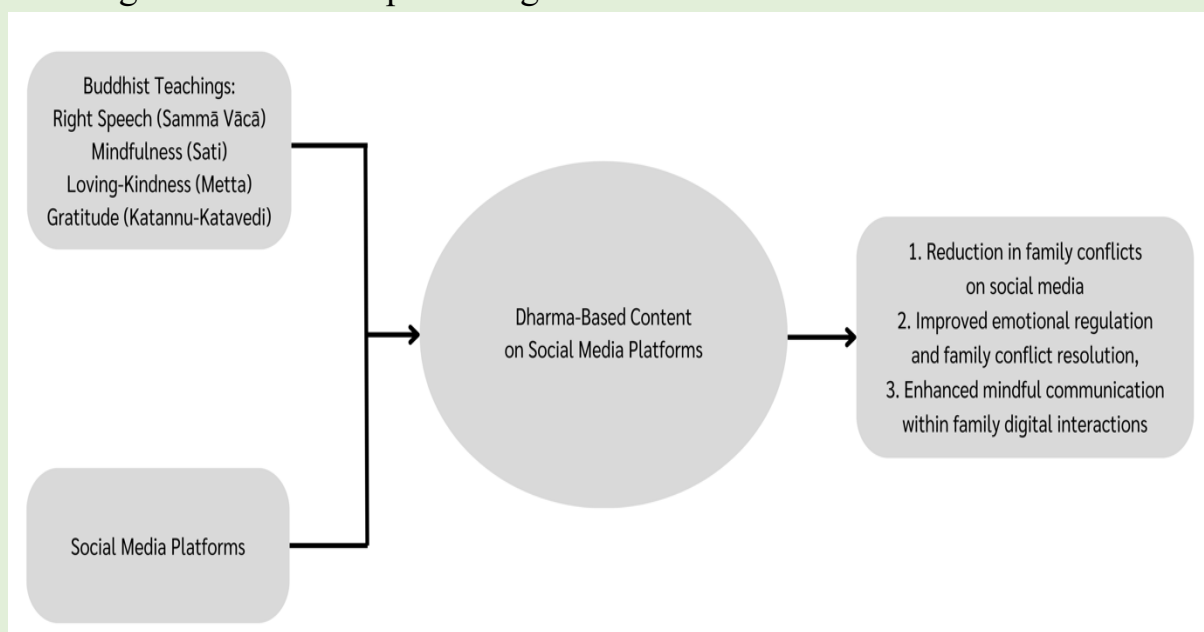 Buddhist Teachings:
Right Speech (Sammā Vācā)
Mindfulness (Sati)
Loving-Kindness (Metta)
Gratitude (Katannu-Katavedi)
Social Media Platforms
Dharma-Based Content
on Social Media Platforms
1. Reduction in family conflicts
on social media
2. Improved emotional regulation
and family conflict resolution,
3. Enhanced mindful communication
within family digital interactions